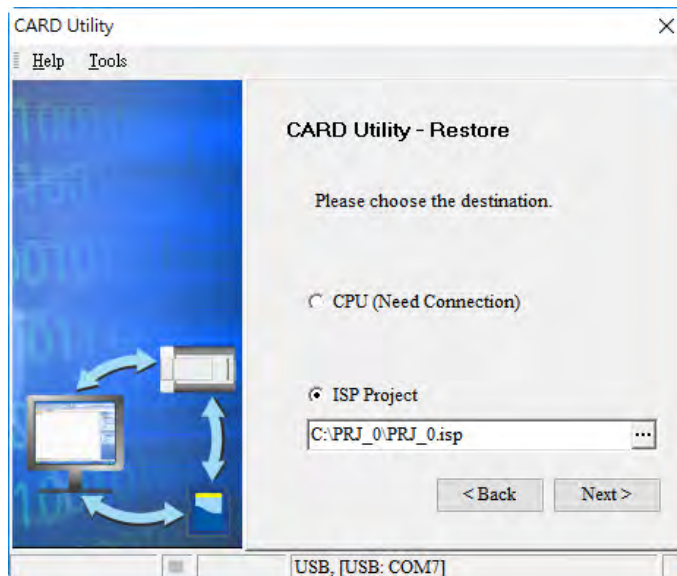 CARD Utility
Help Tools
CARD Utility - Restore
Please choose the destination.
CPU (Need Connection)
ISP Project
C:\PRJ_0\PRJ_0.isp
...
< Back Next >
USB, [USB: COM7]